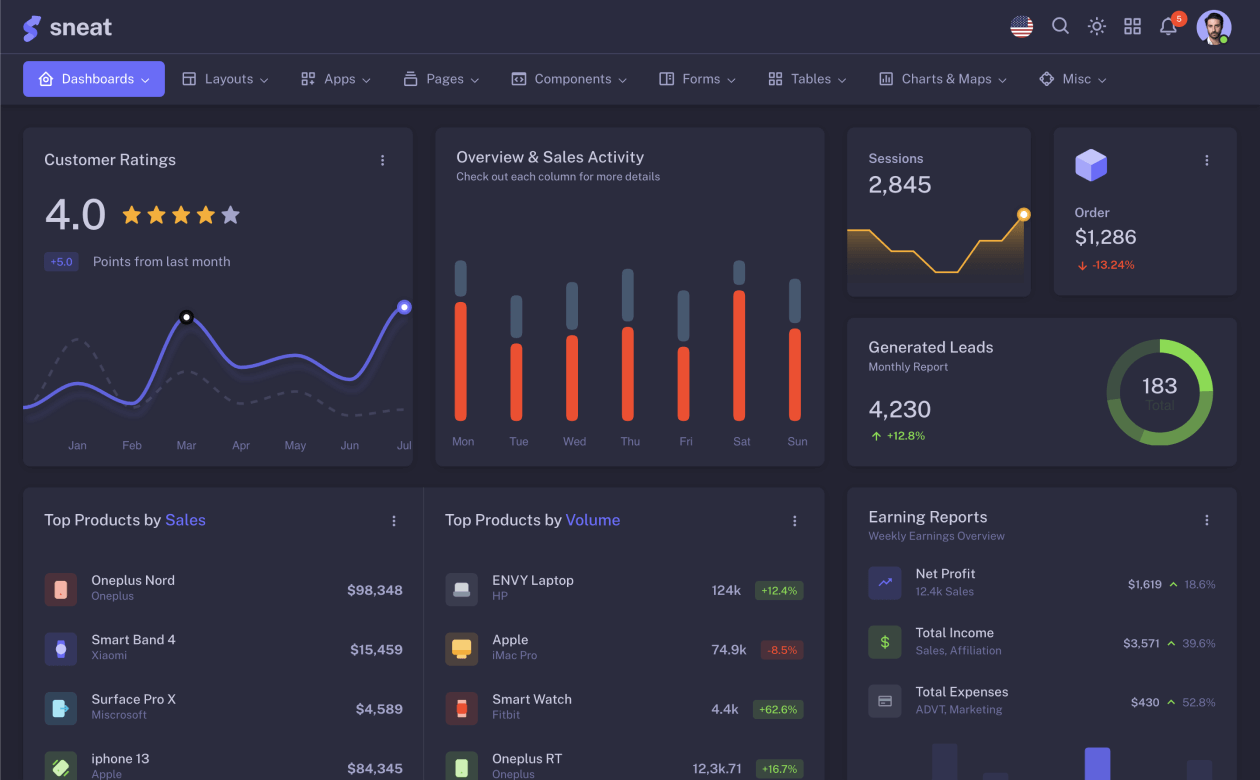 sneat
5
Dashboards
Layouts
Apps
Pages
Components
Forms
Tables
Charts & Maps
Misc
Customer Ratings
4.0
+5.0 Points from last month
Jan Feb Mar Apr May Jun Jul
Overview & Sales Activity
Check out each column for more details
Mon Tue Wed Thu Fri Sat Sun
Sessions
2,845
Order
$1,286
-13.24%
Generated Leads
Monthly Report
4,230
+12.8%
183
Total
Top Products by Sales
Oneplus Nord
Oneplus
$98,348
Smart Band 4
Xiaomi
$15,459
Surface Pro X
Miscrosoft
$4,589
iphone 13
Apple
$84,345
Top Products by Volume
ENVY Laptop
HP
124k +12.4%
Apple
iMac Pro
74.9k -8.5%
Smart Watch
Fitbit
4.4k +62.6%
Oneplus RT
Oneplus
12,3k.71 +16.7%
Earning Reports
Weekly Earnings Overview
Net Profit
12.4k Sales
$1,619 18.6%
Total Income
Sales, Affiliation
$3,571 39.6%
Total Expenses
ADVT, Marketing
$430 52.8%